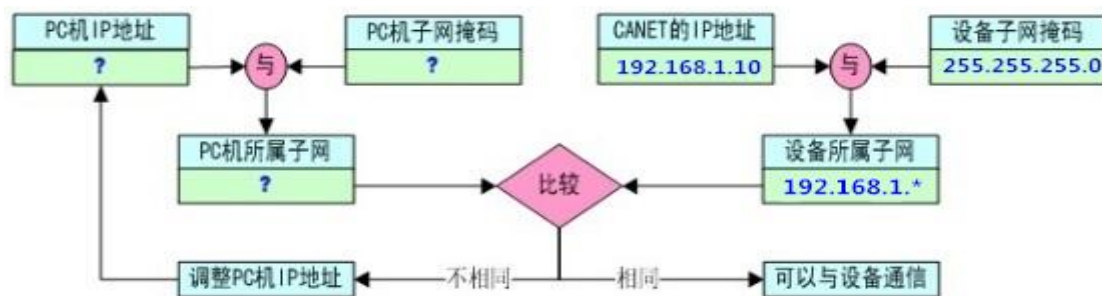 PC机IP地址
?
与
PC机子网掩码
?
CANET的IP地址
192.168.1.10
与
设备子网掩码
255.255.255.0
PC机所属子网
?
比较
设备所属子网
192.168.1.*
调整PC机IP地址
不相同
相同
可以与设备通信